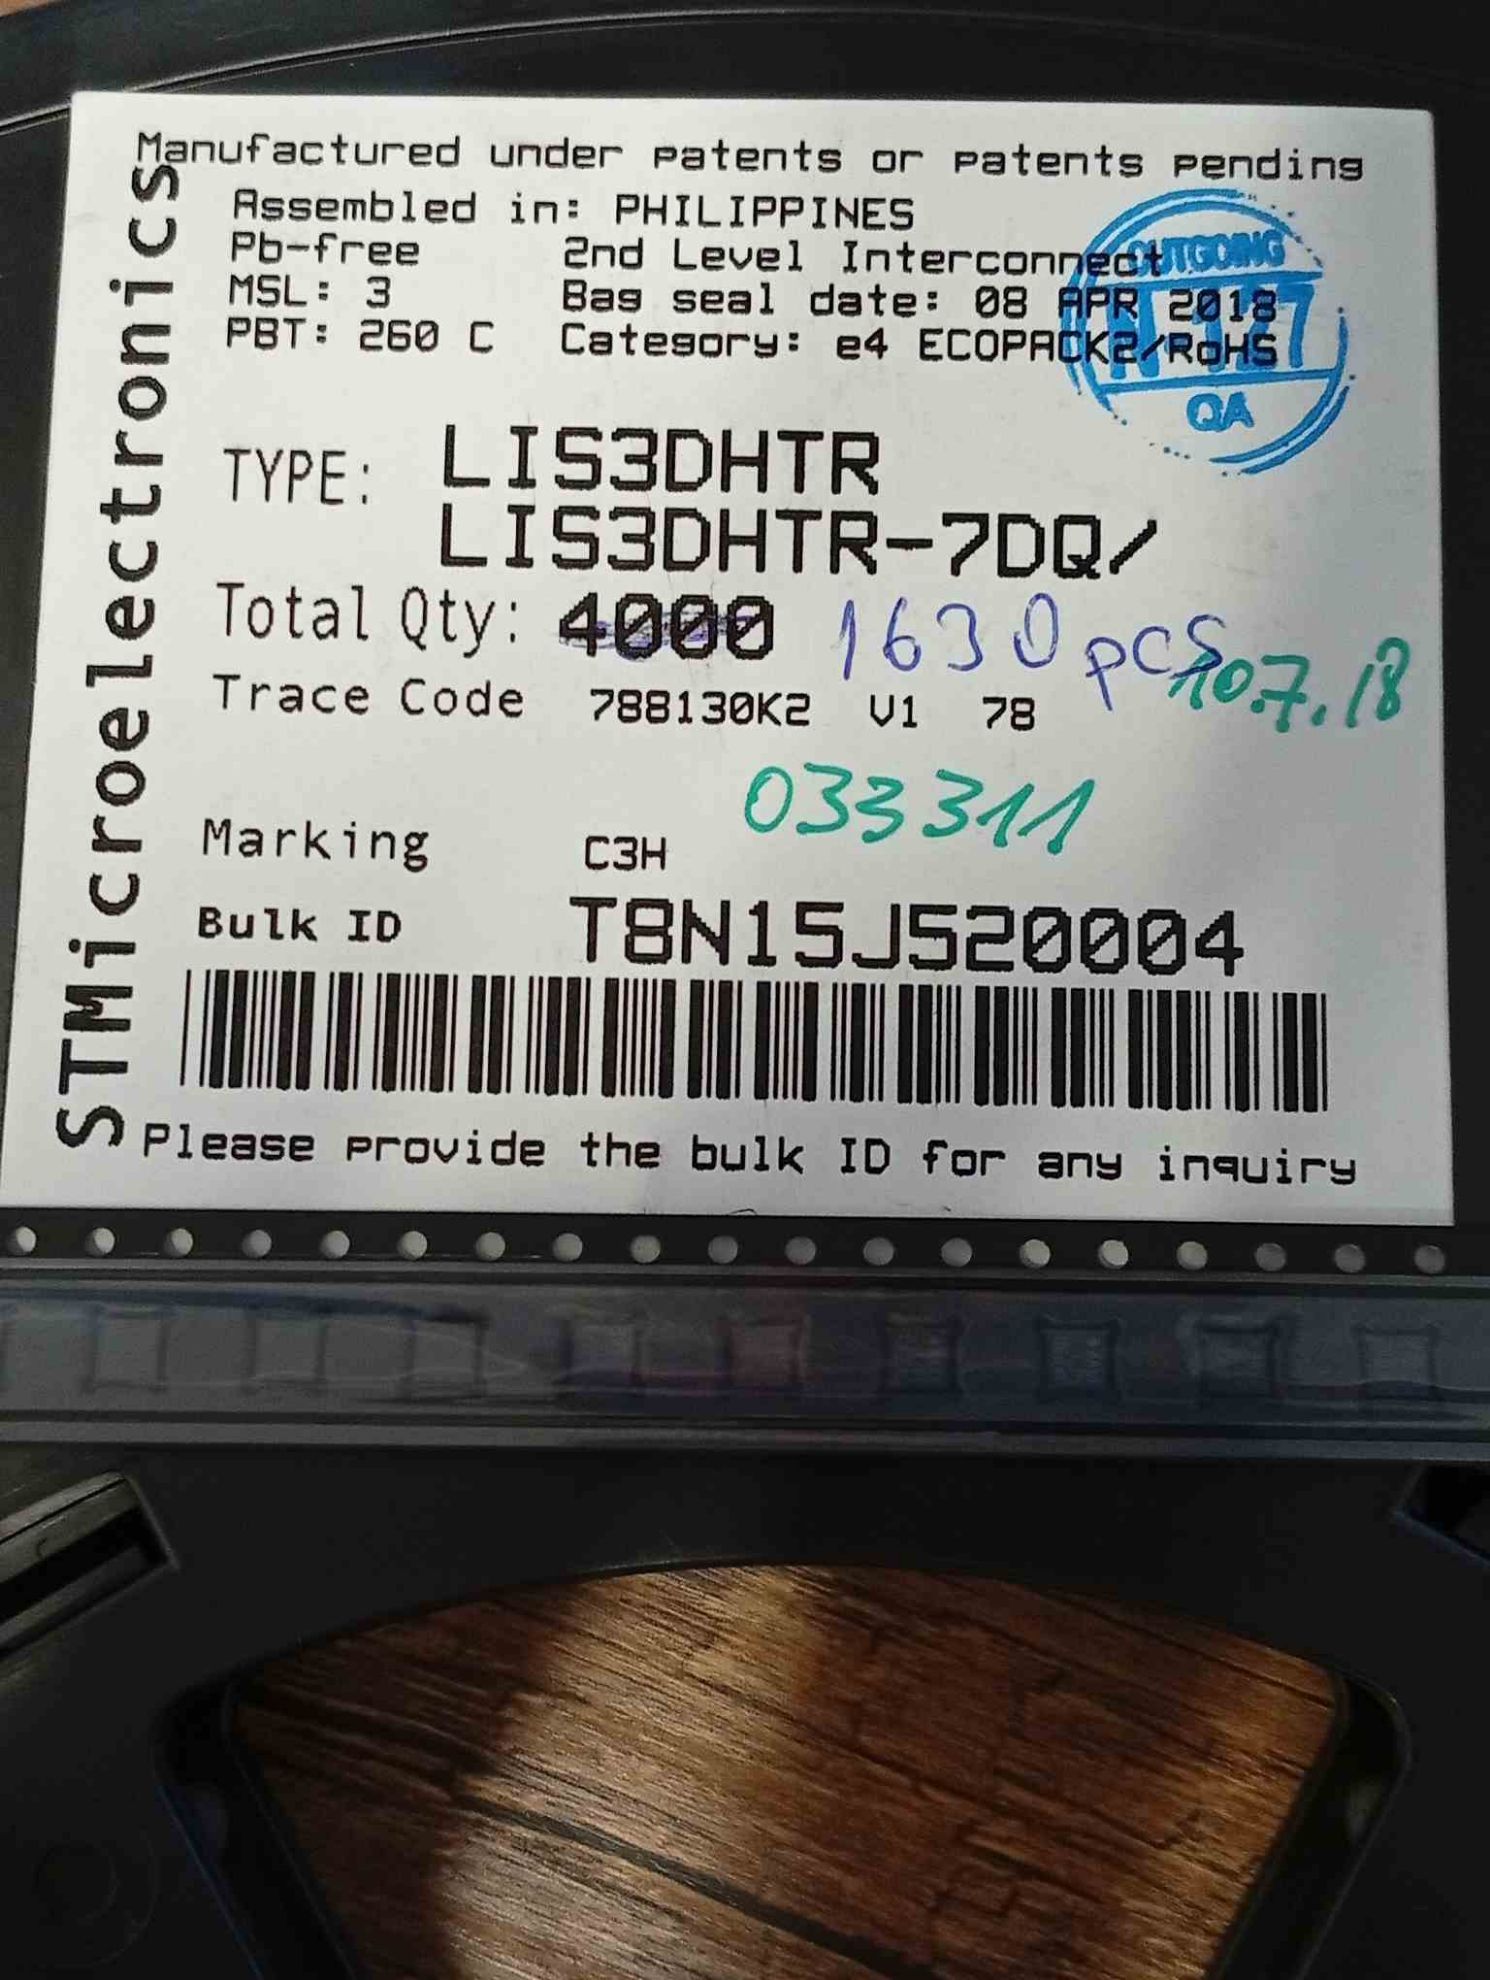 Manufactured under patents or patents pending
STMicroelectronics
Assembled in: PHILIPPINES
Pb-free 2nd Level Interconnect
MSL: 3 Bag seal date: 08 APR 2018
PBT: 260 C Category: e4 ECOPACK2/RoHS
OUTGOING
QA
TYPE: LIS3DHTR
LIS3DHTR-7DQ/
Total Qty: 4000 1630 pcs
10.7.18
Trace Code 788130K2 V1 78
033311
Marking C3H
Bulk ID T8N15JS20004
Please provide the bulk ID for any inquiry